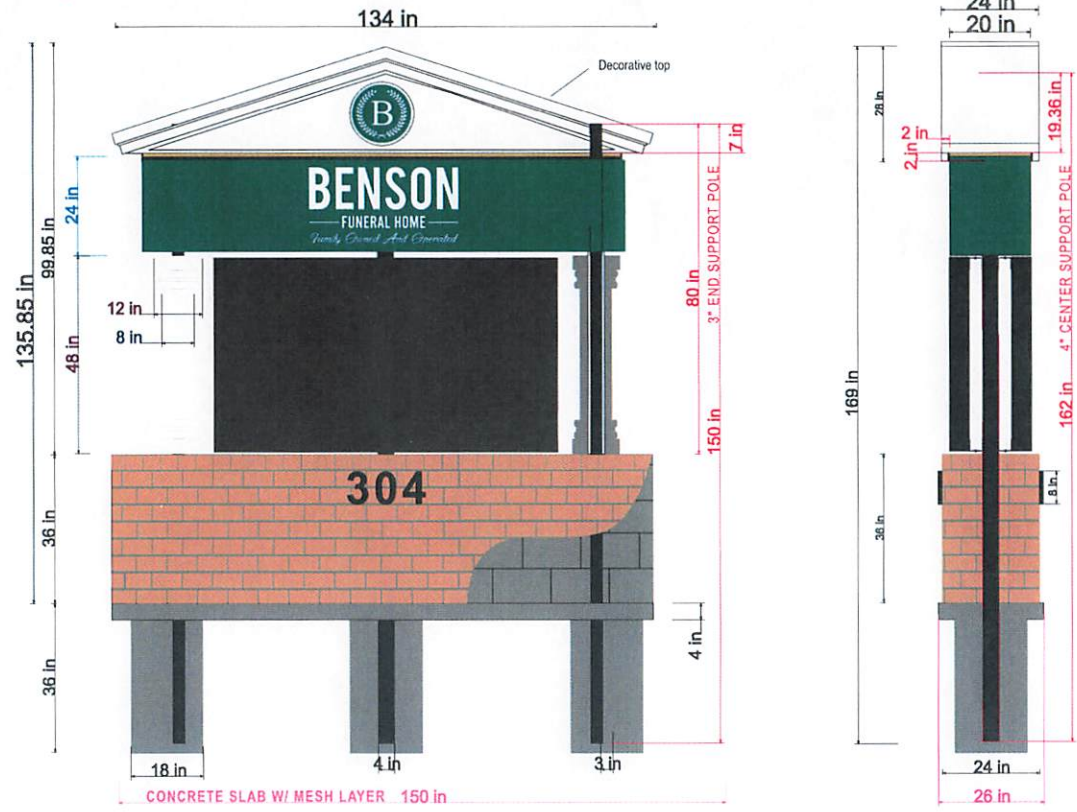 134 in
Decorative top
B
BENSON
FUNERAL HOME
Family Owned And Operated
304
135.85 in
99.85 in
24 in
48 in
36 in
36 in
12 in
8 in
7 in
80 in
3" END SUPPORT POLE
150 in
4 in
18 in
4 in
3 in
CONCRETE SLAB W/ MESH LAYER 150 in
24 in
20 in
28 in
19.36 in
2 in
2 in
169 in
4" CENTER SUPPORT POLE
162 in
8 in
36 in
24 in
26 in